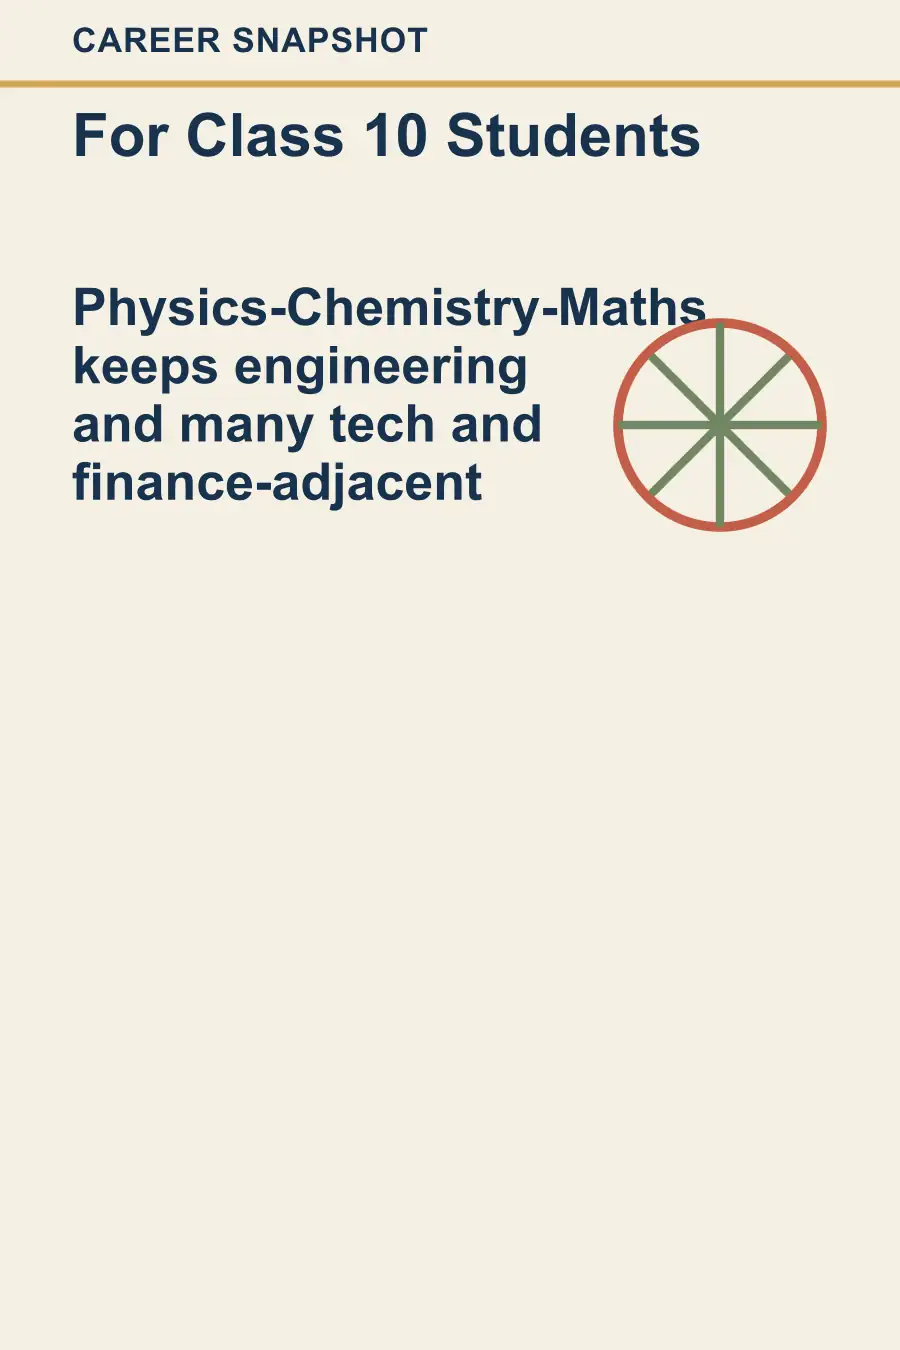 CAREER SNAPSHOT
For Class 10 Students
Physics-Chemistry-Maths
keeps engineering
and many tech and
finance-adjacent